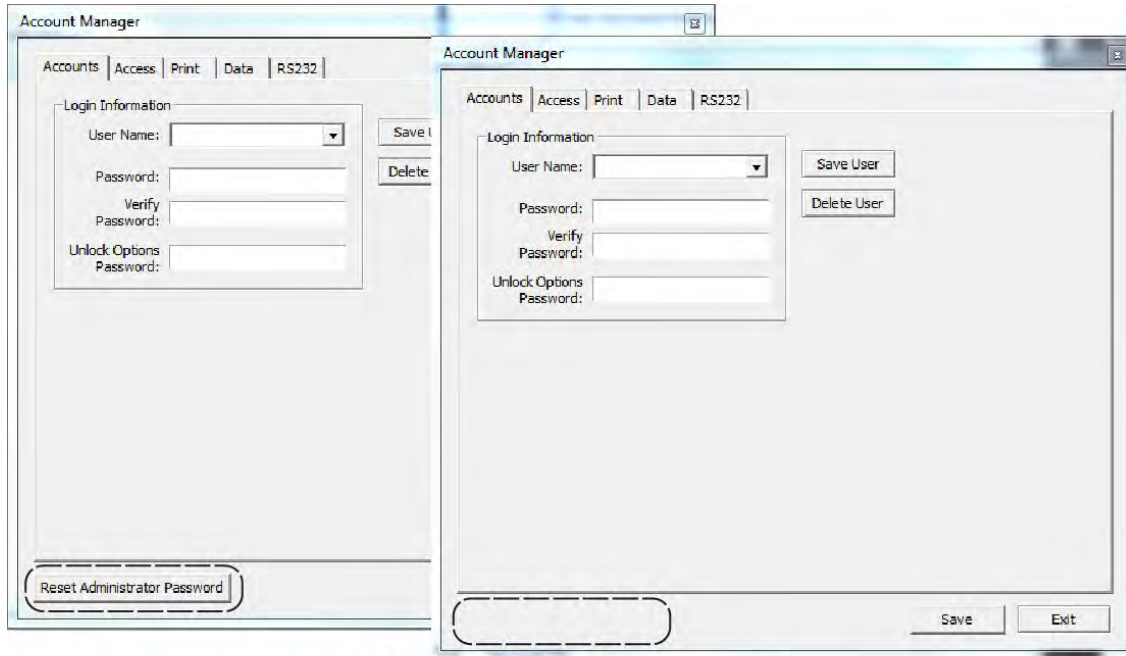 Account Manager
Accounts Access Print Data RS232
Login Information
User Name:
Save
Password:
Delete
Verify
Password:
Unlock Options
Password:
Reset Administrator Password
Account Manager
Accounts Access Print Data RS232
Login Information
User Name:
Save User
Password:
Delete User
Verify
Password:
Unlock Options
Password:
Save Exit